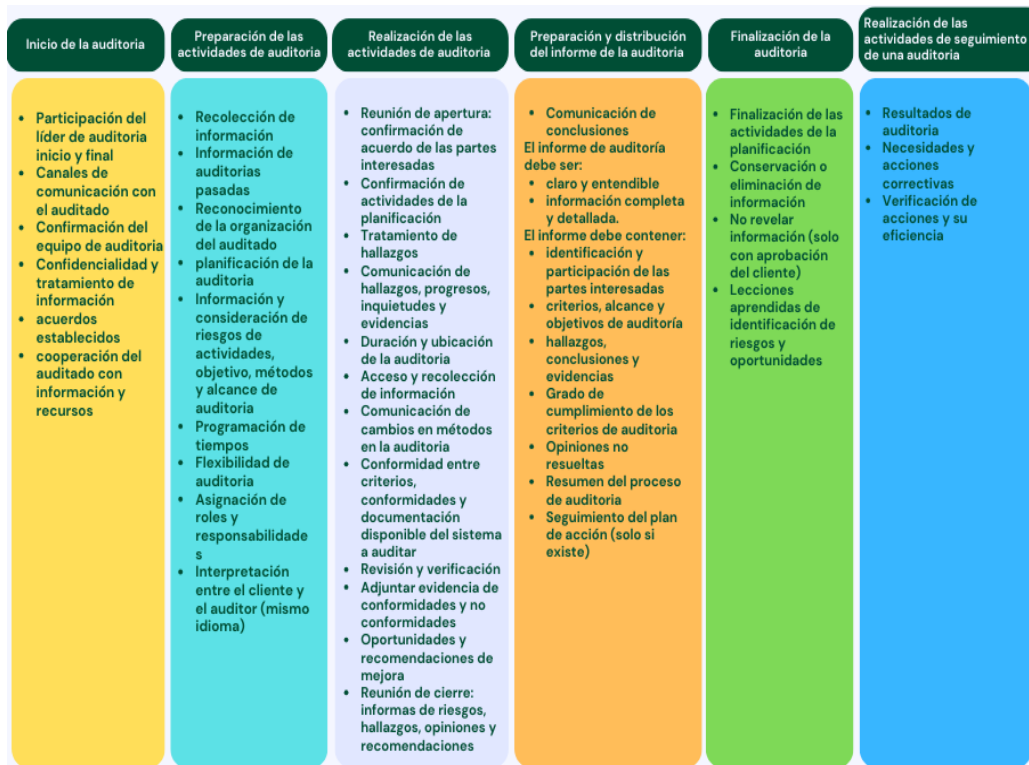 Inicio de la auditoria
Preparación de las
actividades de auditoria
Realización de las
actividades de auditoria
Preparación y distribución
del informe de la auditoria
Finalización de la
auditoria
Realización de las
actividades de seguimiento
de una auditoria
• Participación del
líder de auditoria
inicio y final
• Canales de
comunicación con
el auditado
• Confirmación del
equipo de auditoria
• Confidencialidad y
tratamiento de
información
• acuerdos
establecidos
• cooperación del
auditado con
información y
recursos
• Recolección de
información
• Información de
auditorias
pasadas
• Reconocimiento
de la organización
del auditado
• planificación de la
auditoria
• Información y
consideración de
riesgos de
actividades,
objetivo, métodos
y alcance de
auditoria
• Programación de
tiempos
• Flexibilidad de
auditoria
• Asignación de
roles y
responsabilidade
s
• Interpretación
entre el cliente y
el auditor (mismo
idioma)
• Reunión de apertura:
confirmación de
acuerdo de las partes
interesadas
• Confirmación de
actividades de la
planificación
• Tratamiento de
hallazgos
• Comunicación de
hallazgos, progresos,
inquietudes y
evidencias
• Duración y ubicación
de la auditoria
• Acceso y recolección
de información
• Comunicación de
cambios en métodos
en la auditoria
• Conformidad entre
criterios,
conformidades y
documentación
disponible del sistema
a auditar
• Revisión y verificación
• Adjuntar evidencia de
conformidades y no
conformidades
• Oportunidades y
recomendaciones de
mejora
• Reunión de cierre:
informas de riesgos,
hallazgos, opiniones y
recomendaciones
• Comunicación de
conclusiones
El informe de auditoría
debe ser:
• claro y entendible
• información completa
y detallada.
El informe debe contener:
• identificación y
participación de las
partes interesadas
• criterios, alcance y
objetivos de auditoría
• hallazgos,
conclusiones y
evidencias
• Grado de
cumplimiento de los
criterios de auditoria
• Opiniones no
resueltas
• Resumen del proceso
de auditoria
• Seguimiento del plan
de acción (solo si
existe)
• Finalización de las
actividades de la
planificación
• Conservación o
eliminación de
información
• No revelar
información (solo
con aprobación
del cliente)
• Lecciones
aprendidas de
identificación de
riesgos y
oportunidades
• Resultados de
auditoria
• Necesidades y
acciones
correctivas
• Verificación de
acciones y su
eficiencia